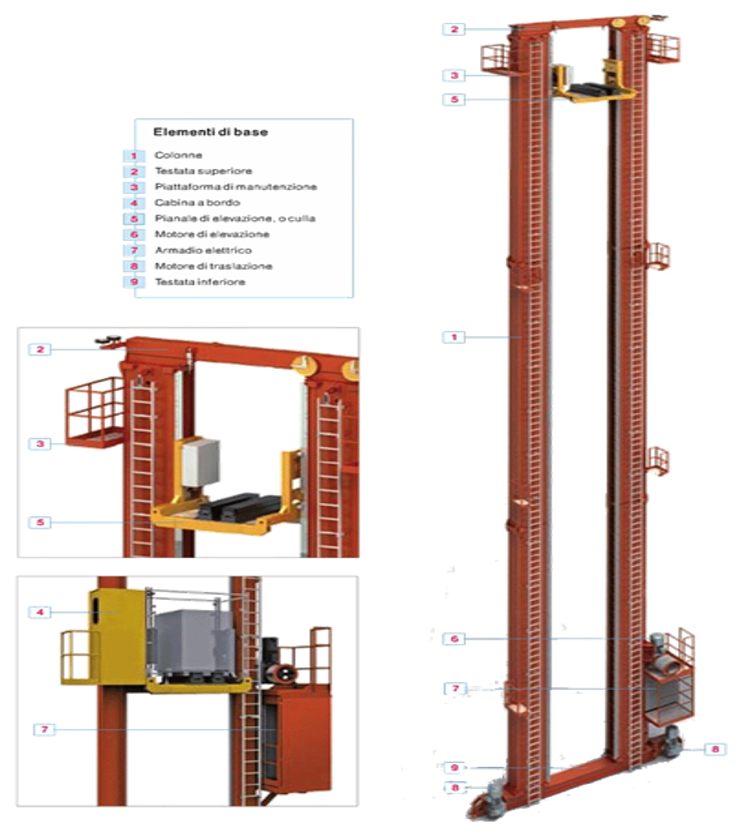 Elementi di base
1 Colonne
2 Testata superiore
3 Piattaforma di manutenzione
4 Cabina a bordo
5 Pianale di elevazione, o culla
6 Motore di elevazione
7 Armadio elettrico
8 Motore di traslazione
9 Testata inferiore
2
3
5
4
7
2
3
5
1
6
7
8
9
8